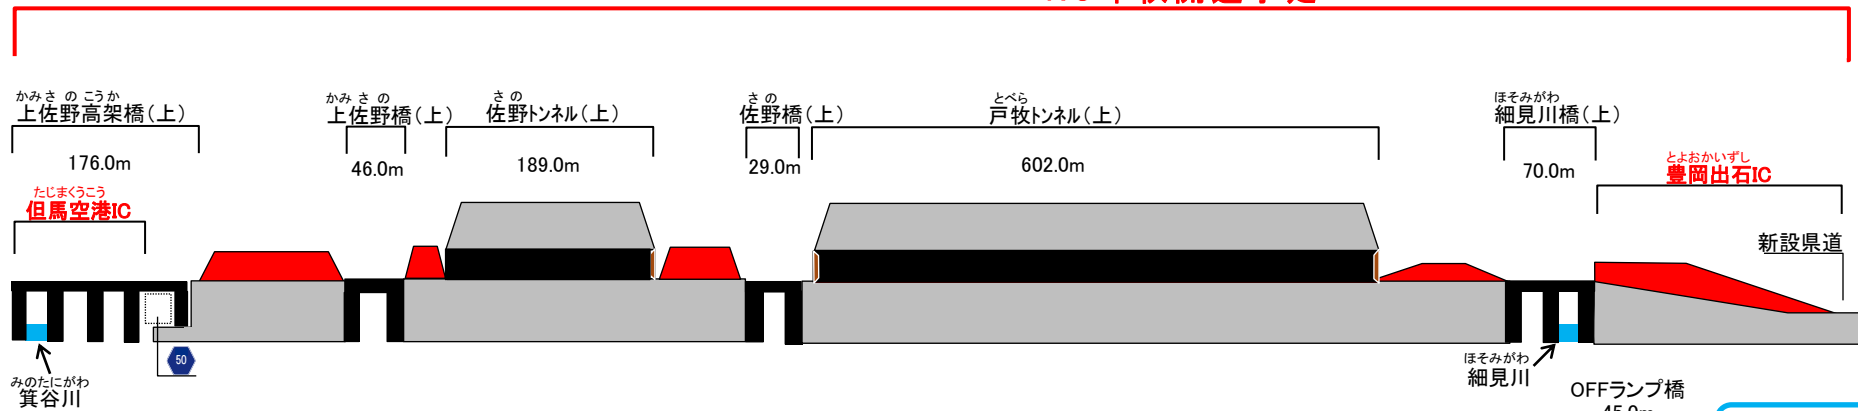 かみさ の こうか
上佐野高架橋(上)
176.0m
たじまくうこう
但馬空港IC
かみ さ の
上佐野橋(上)
46.0m
さ の
佐野トンネル(上)
189.0m
さ の
佐野橋(上)
29.0m
とべら
戸牧トンネル(上)
602.0m
ほそみがわ
細見川橋(上)
70.0m
とよおかいずし
豊岡出石IC
新設県道
50
みのたにがわ
箕谷川
ほそみがわ
細見川
OFFランプ橋